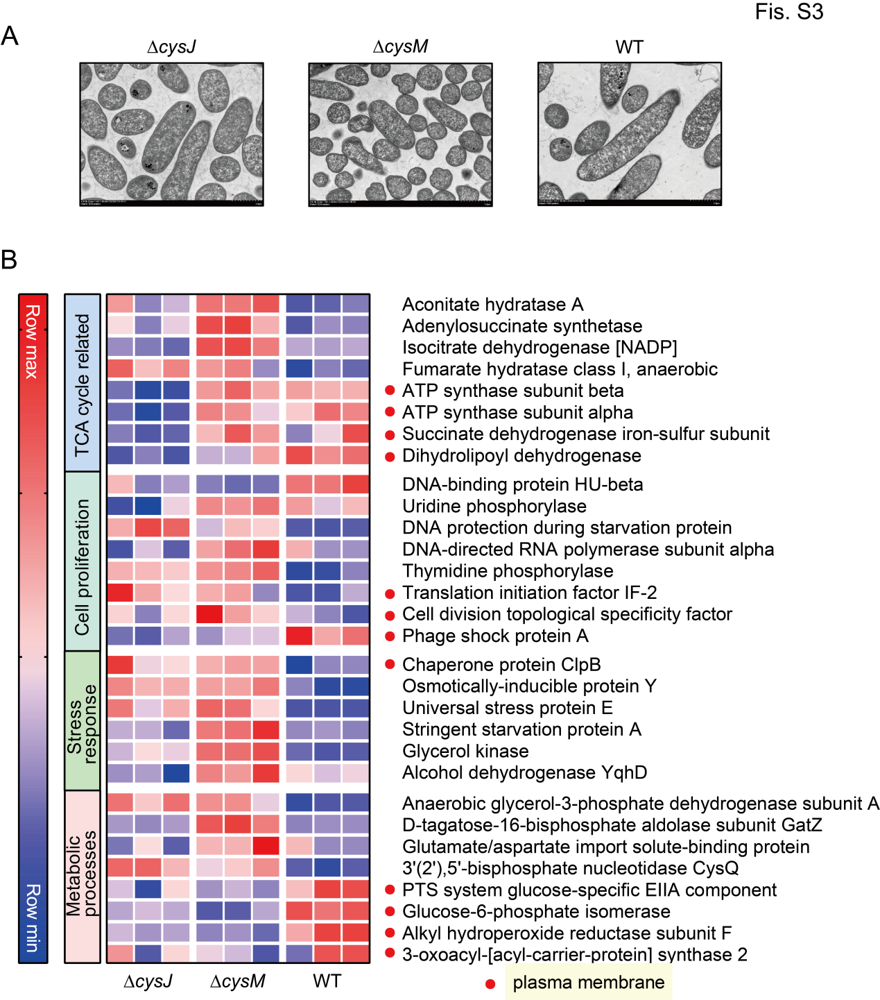 Fis. S3
A
ΔcysJ
ΔcysM
WT
B
Row max
Row min
TCA cycle related
Aconitate hydratase A
Adenylosuccinate synthetase
Isocitrate dehydrogenase [NADP]
Fumarate hydratase class I, anaerobic
ATP synthase subunit beta
ATP synthase subunit alpha
Succinate dehydrogenase iron-sulfur subunit
Dihydrolipoyl dehydrogenase
Cell proliferation
DNA-binding protein HU-beta
Uridine phosphorylase
DNA protection during starvation protein
DNA-directed RNA polymerase subunit alpha
Thymidine phosphorylase
Translation initiation factor IF-2
Cell division topological specificity factor
Phage shock protein A
Stress
response
Chaperone protein ClpB
Osmotically-inducible protein Y
Universal stress protein E
Stringent starvation protein A
Glycerol kinase
Alcohol dehydrogenase YqhD
Metabolic
processes
Anaerobic glycerol-3-phosphate dehydrogenase subunit A
D-tagatose-16-bisphosphate aldolase subunit GatZ
Glutamate/aspartate import solute-binding protein
3'(2'),5'-bisphosphate nucleotidase CysQ
PTS system glucose-specific EIIA component
Glucose-6-phosphate isomerase
Alkyl hydroperoxide reductase subunit F
3-oxoacyl-[acyl-carrier-protein] synthase 2
ΔcysJ
ΔcysM
WT
plasma membrane